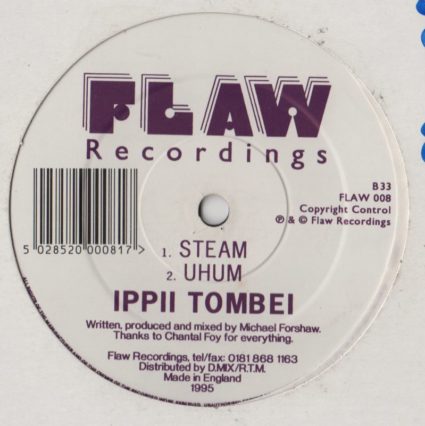 FLAW
Recordings
B33
FLAW 008
Copyright Control
℗ & © Flaw Recordings
5 028520 000817 >
1. STEAM
2. UHUM
IPPII TOMBEI
Written, produced and mixed by Michael Forshaw.
Thanks to Chantal Foy for everything.
Flaw Recordings, tel/fax: 0181 868 1163
Distributed by D.MIX/R.T.M.
Made in England
1995